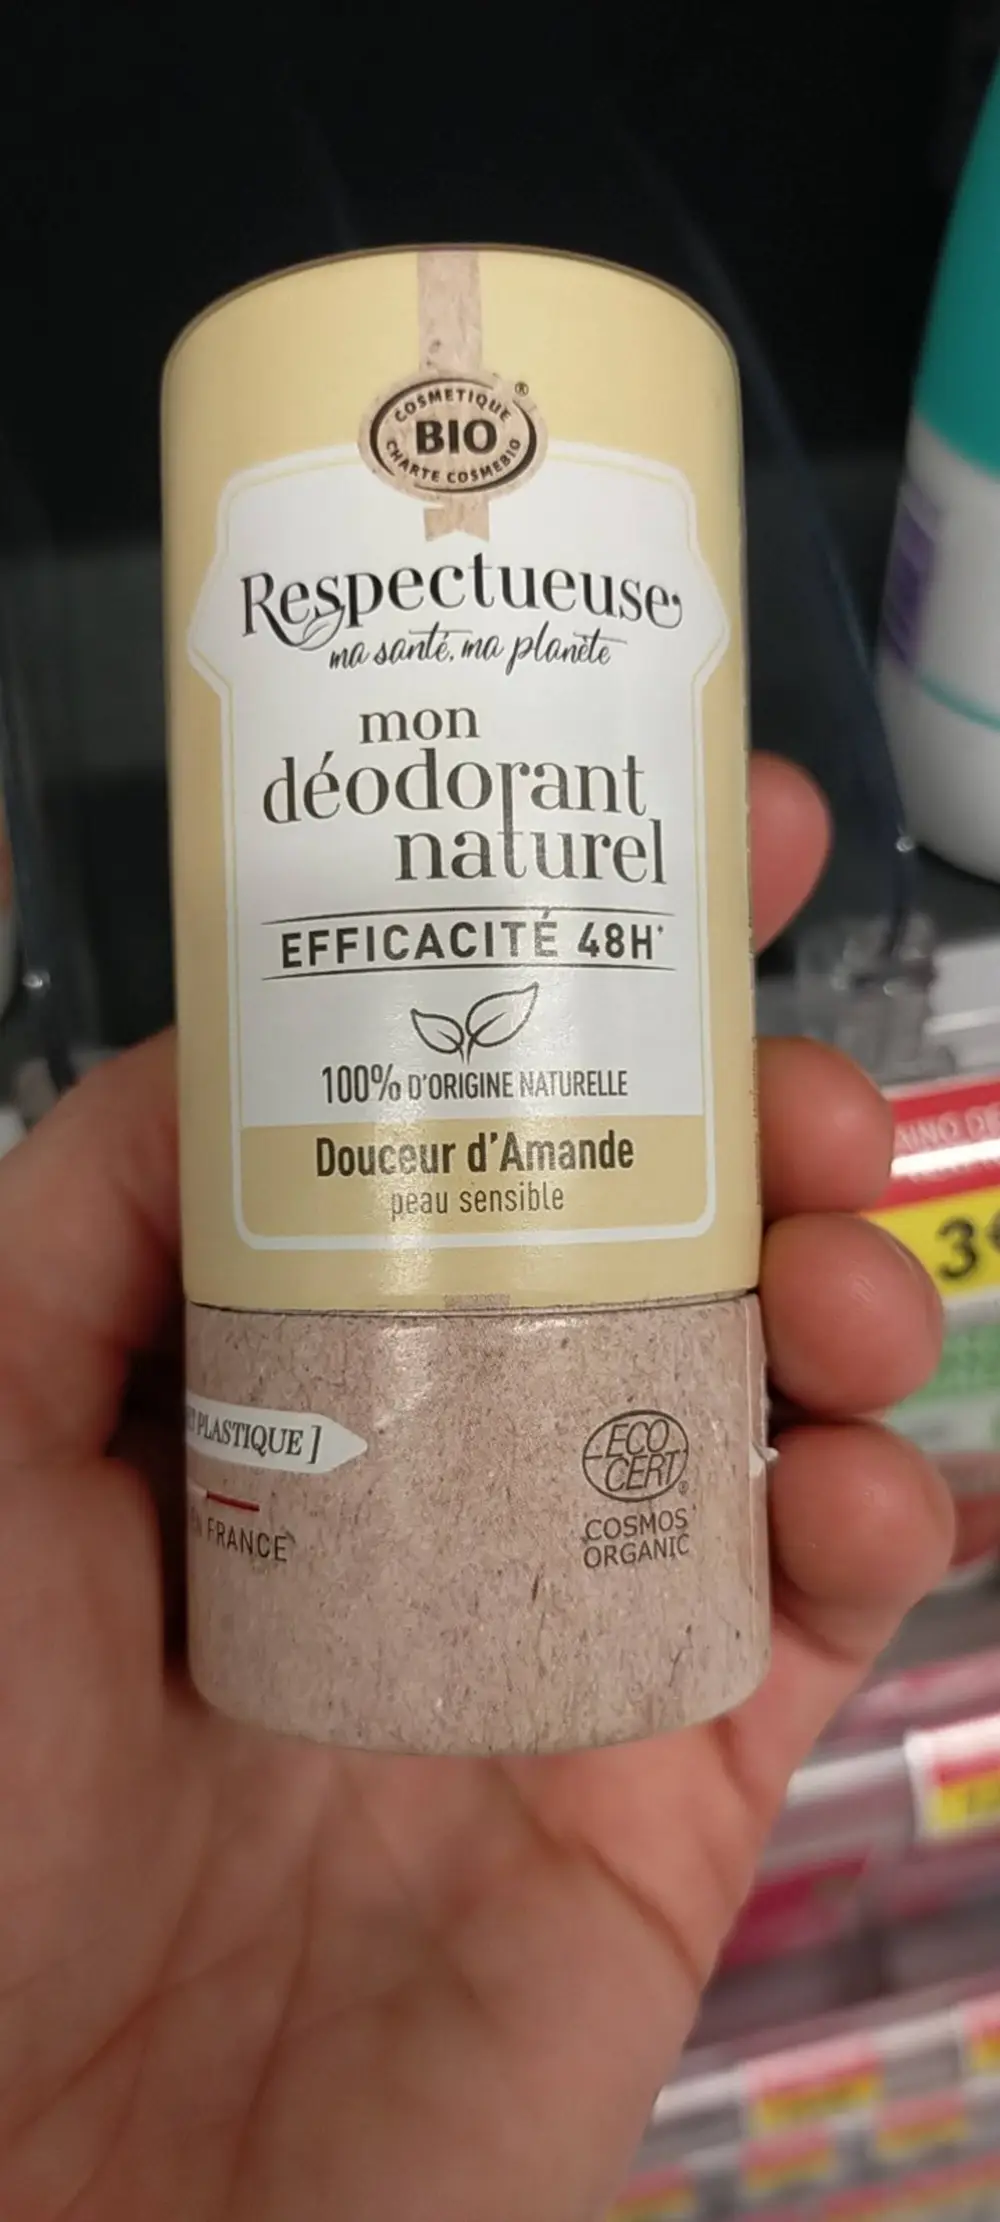 COSMETIQUE
BIO
CHARTE COSMEBIO
®
Respectueuse
ma santé, ma planète
mon
déodorant
naturel
EFFICACITÉ 48H*
100% D'ORIGINE NATURELLE
Douceur d'Amande
peau sensible
PLASTIQUE ]
FRANCE
ECO
CERT
®
COSMOS
ORGANIC
3€